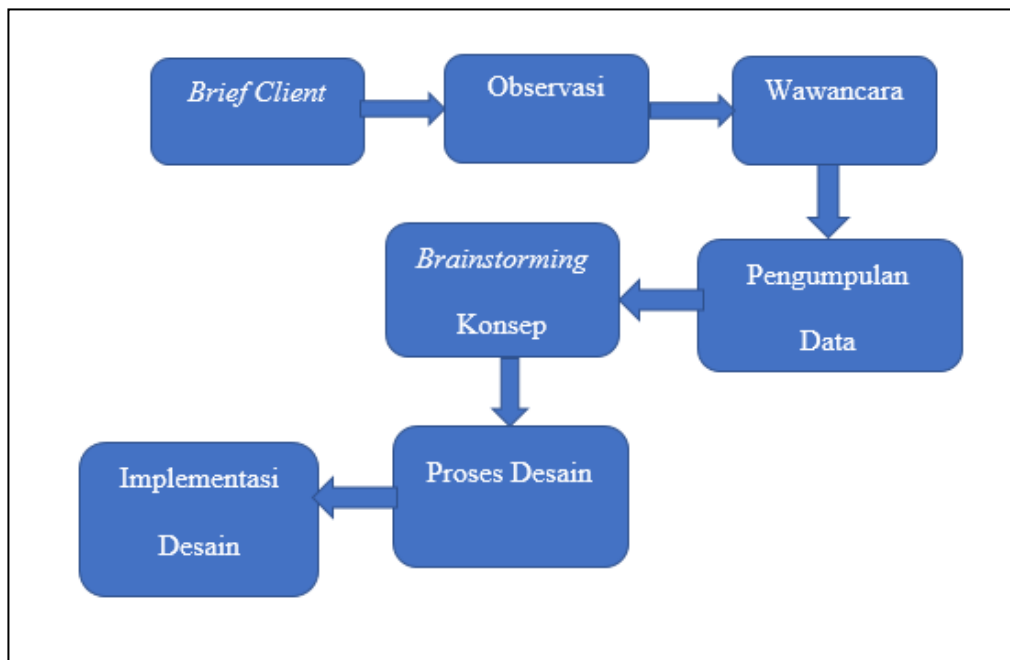 Brief Client
Observasi
Wawancara
Pengumpulan
Data
Brainstorming
Konsep
Proses Desain
Implementasi
Desain